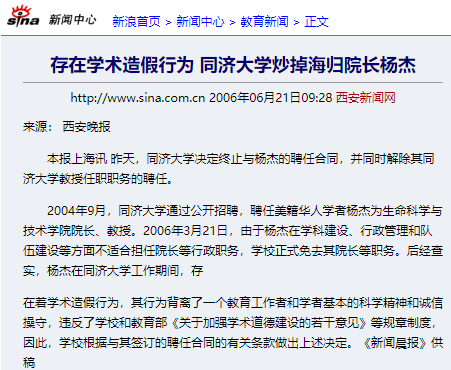 sina 新闻中心 新浪首页 > 新闻中心 > 教育新闻 > 正文
存在学术造假行为 同济大学炒掉海归院长杨杰
http://www.sina.com.cn 2006年06月21日09:28 西安新闻网
来源： 西安晚报
本报上海讯 昨天，同济大学决定终止与杨杰的聘任合同，并同时解除其同
济大学教授任职职务的聘任。
2004年9月，同济大学通过公开招聘，聘任美籍华人学者杨杰为生命科学与
技术学院院长、教授。2006年3月21日，由于杨杰在学科建设、行政管理和队
伍建设等方面不适合担任院长等行政职务，学校正式免去其院长等职务。后经查
实，杨杰在同济大学工作期间，存
在着学术造假行为，其行为背离了一个教育工作者和学者基本的科学精神和诚信
操守，违反了学校和教育部《关于加强学术道德建设的若干意见》等规章制度，
因此，学校根据与其签订的聘任合同的有关条款做出上述决定。《新闻晨报》供
稿